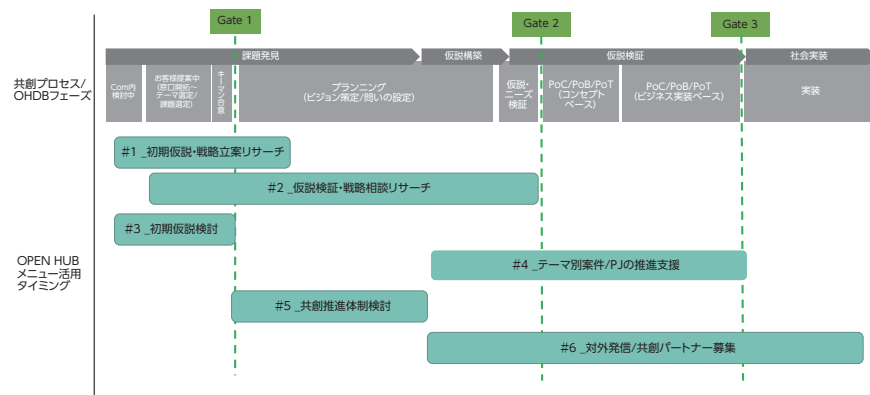 Gate 1
Gate 2
Gate 3
課題発見
仮説構築
仮説検証
社会実装
共創プロセス/
OHDBフェーズ
Com内
検討中
お客様提案中
(窓口開拓～
テーマ選定/
課題選定)
キーマン合意
プランニング
(ビジョン策定/問いの設定)
仮説・
ニーズ
検証
PoC/PoB/PoT
(コンセプト
ベース)
PoC/PoB/PoT
(ビジネス実装ベース)
実装
#1 _初期仮説・戦略立案リサーチ
#2 _仮説検証・戦略相談リサーチ
#3 _初期仮説検討
OPEN HUB
メニュー活用
タイミング
#4 _テーマ別案件/PJの推進支援
#5 _共創推進体制検討
#6 _対外発信/共創パートナー募集